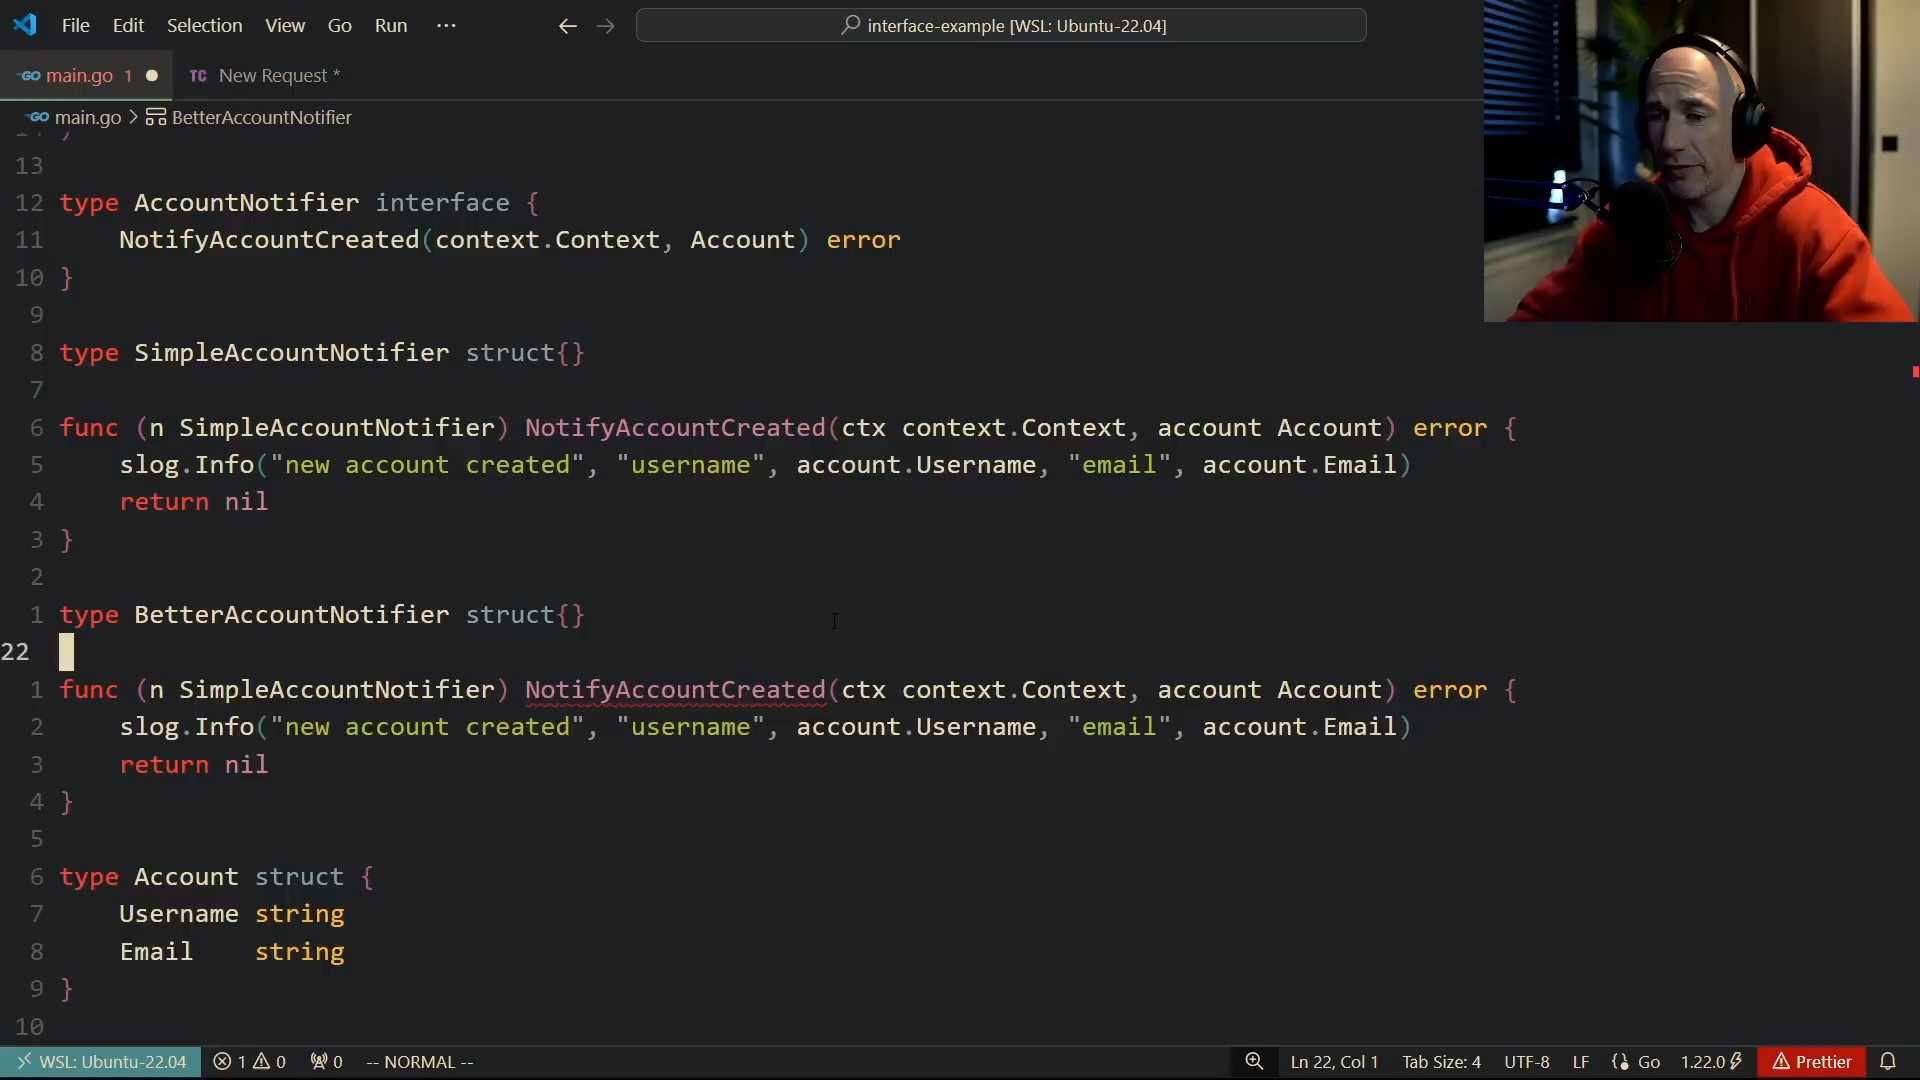 File Edit Selection View Go Run ··· interface-example [WSL: Ubuntu-22.04]
GO main.go 1 TC New Request *
GO main.go > BetterAccountNotifier
13
12 type AccountNotifier interface {
11 NotifyAccountCreated(context.Context, Account) error
10 }
9
8 type SimpleAccountNotifier struct{}
7
6 func (n SimpleAccountNotifier) NotifyAccountCreated(ctx context.Context, account Account) error {
5 slog.Info("new account created", "username", account.Username, "email", account.Email)
4 return nil
3 }
2
1 type BetterAccountNotifier struct{}
22
1 func (n SimpleAccountNotifier) NotifyAccountCreated(ctx context.Context, account Account) error {
2 slog.Info("new account created", "username", account.Username, "email", account.Email)
3 return nil
4 }
5
6 type Account struct {
7 Username string
8 Email string
9 }
10
WSL: Ubuntu-22.04 1 0 0 -- NORMAL -- Ln 22, Col 1 Tab Size: 4 UTF-8 LF Go 1.22.0 Prettier